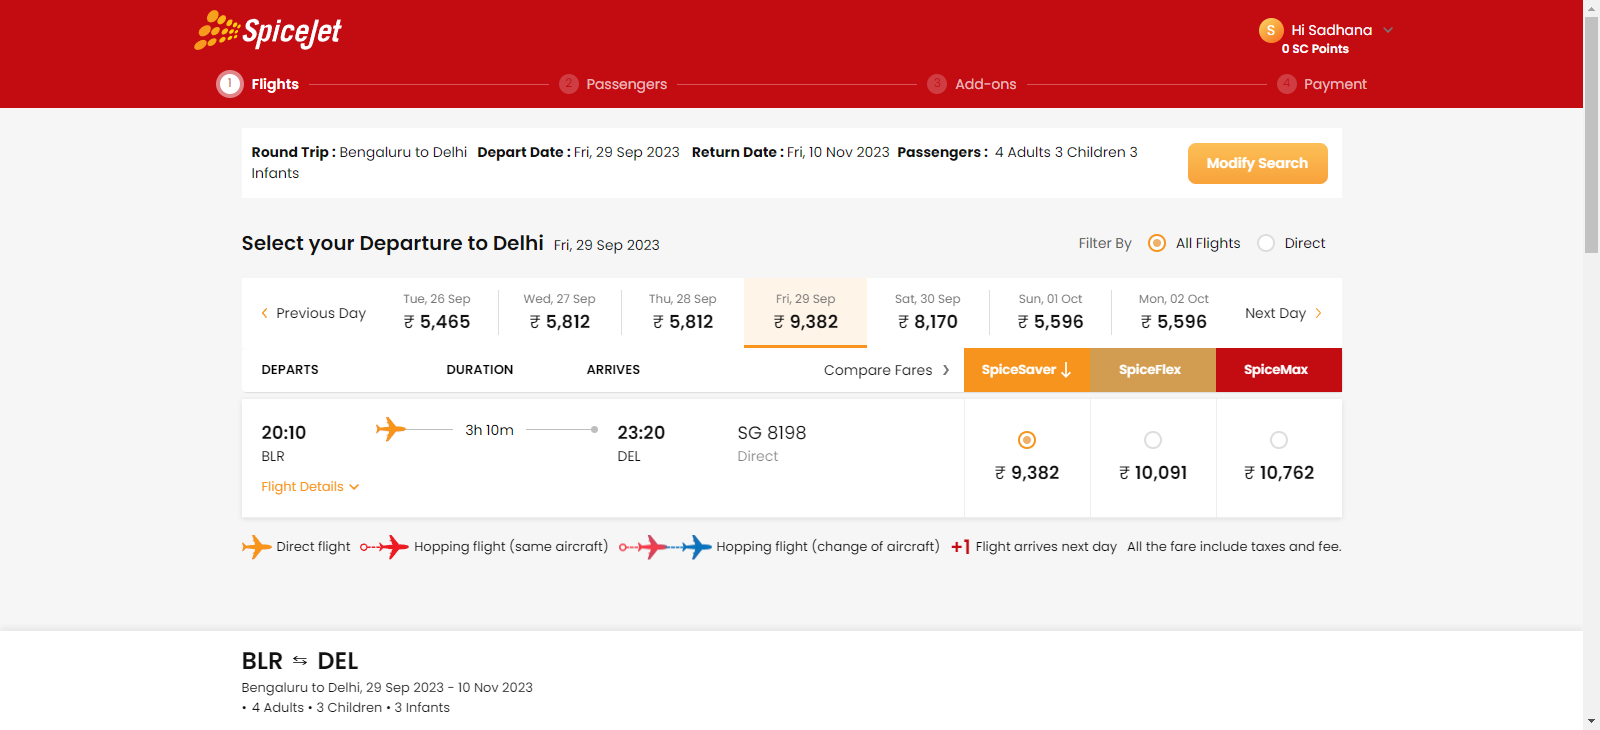 SpiceJet
S Hi Sadhana
0 SC Points
1 Flights 2 Passengers 3 Add-ons 4 Payment
Round Trip : Bengaluru to Delhi Depart Date : Fri, 29 Sep 2023 Return Date : Fri, 10 Nov 2023 Passengers : 4 Adults 3 Children 3
Infants
Modify Search
Select your Departure to Delhi Fri, 29 Sep 2023 Filter By All Flights Direct
Tue, 26 Sep Wed, 27 Sep Thu, 28 Sep Fri, 29 Sep Sat, 30 Sep Sun, 01 Oct Mon, 02 Oct
Previous Day ₹ 5,465 ₹ 5,812 ₹ 5,812 ₹ 9,382 ₹ 8,170 ₹ 5,596 ₹ 5,596 Next Day
DEPARTS DURATION ARRIVES Compare Fares SpiceSaver SpiceFlex SpiceMax
20:10 3h 10m 23:20 SG 8198
BLR DEL Direct
₹ 9,382 ₹ 10,091 ₹ 10,762
Flight Details
Direct flight Hopping flight (same aircraft) Hopping flight (change of aircraft) +1 Flight arrives next day All the fare include taxes and fee.
BLR ⇆ DEL
Bengaluru to Delhi, 29 Sep 2023 - 10 Nov 2023
• 4 Adults • 3 Children • 3 Infants